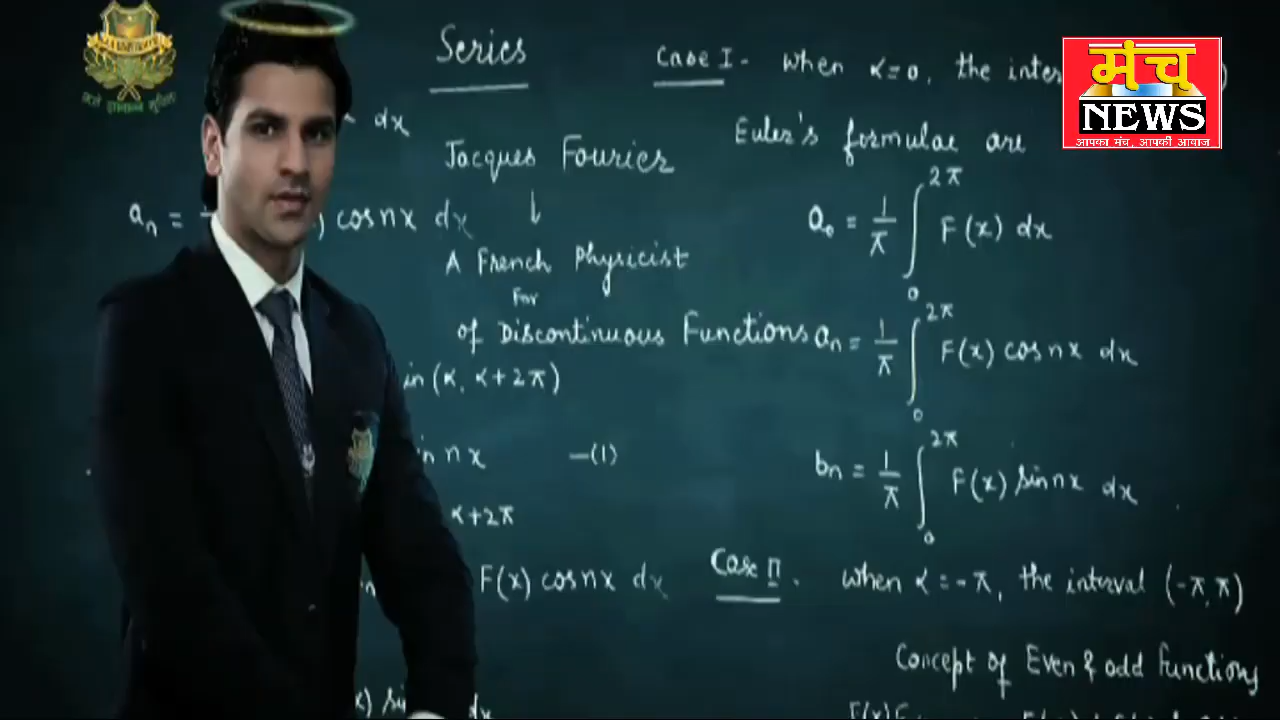 Series
dx
Jacques Fourier
aₙ =
cosnx dx
A French Physicist
For
of Discontinuous Functions
in (α, α+2π)
nx —(1)
α+2π
F(x) cosnx dx
dx
Case I - when α=0, the
Euler's formulae are
a₀ = 1/π ∫₀^2π F(x) dx
aₙ = 1/π ∫₀^2π F(x) cosnx dx
bₙ = 1/π ∫₀^2π F(x) sinnx dx
Case II. when α=-π, the interval (-π, π)
Concept of Even & odd Functions
मंच
NEWS
आपका मंच, आपकी आवाज